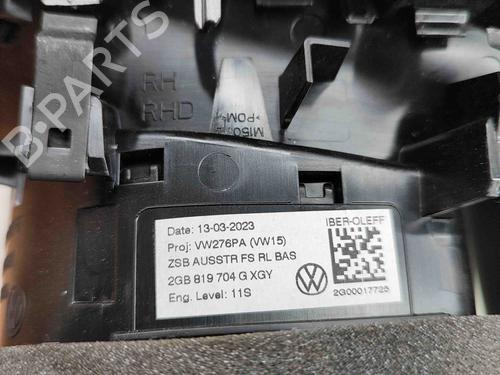 RH
RHD
B-PARTS
Date: 13-03-2023
Proj: VW276PA (VW15)
ZSB AUSSTR FS RL BAS
2GB 819 704 G XGY
Eng. Level: 11S
IBER-OLEFF
2G00017725